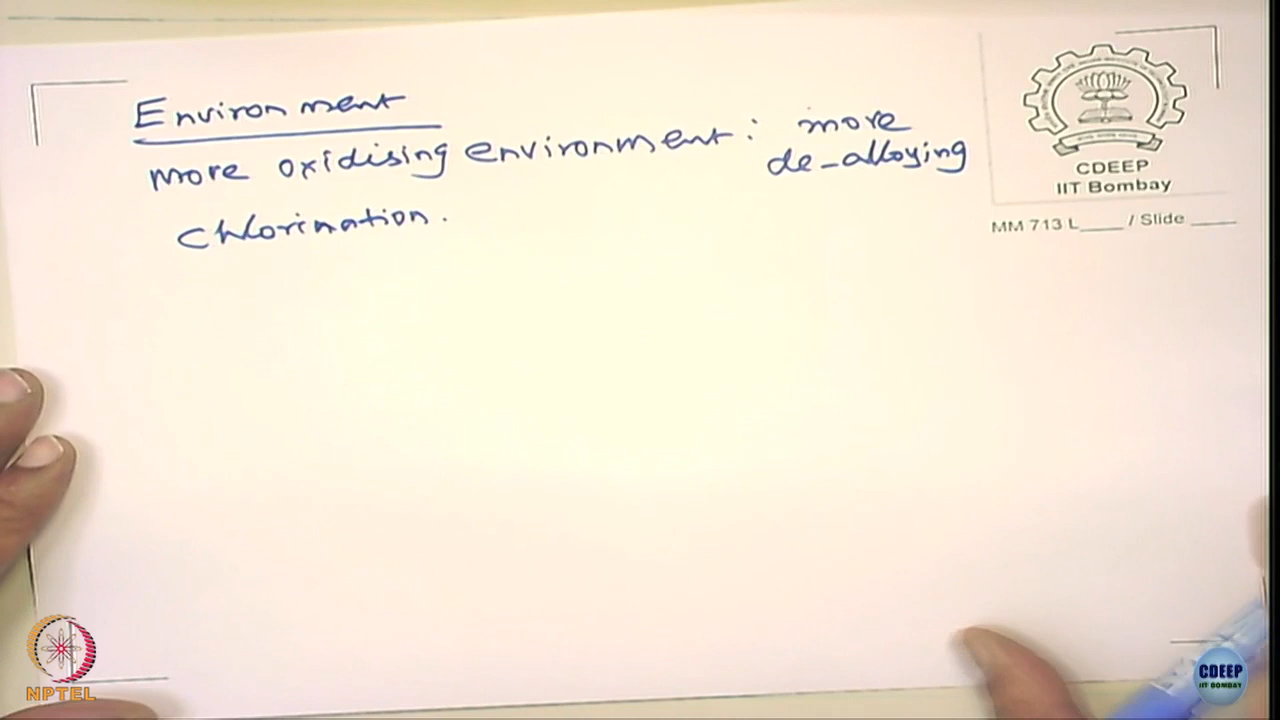 Environment
more oxidising environment: more
de-alloying
chlorination.
CDEEP
IIT Bombay
MM 713 L____ / Slide ____
NPTEL
CDEEP
IIT BOMBAY